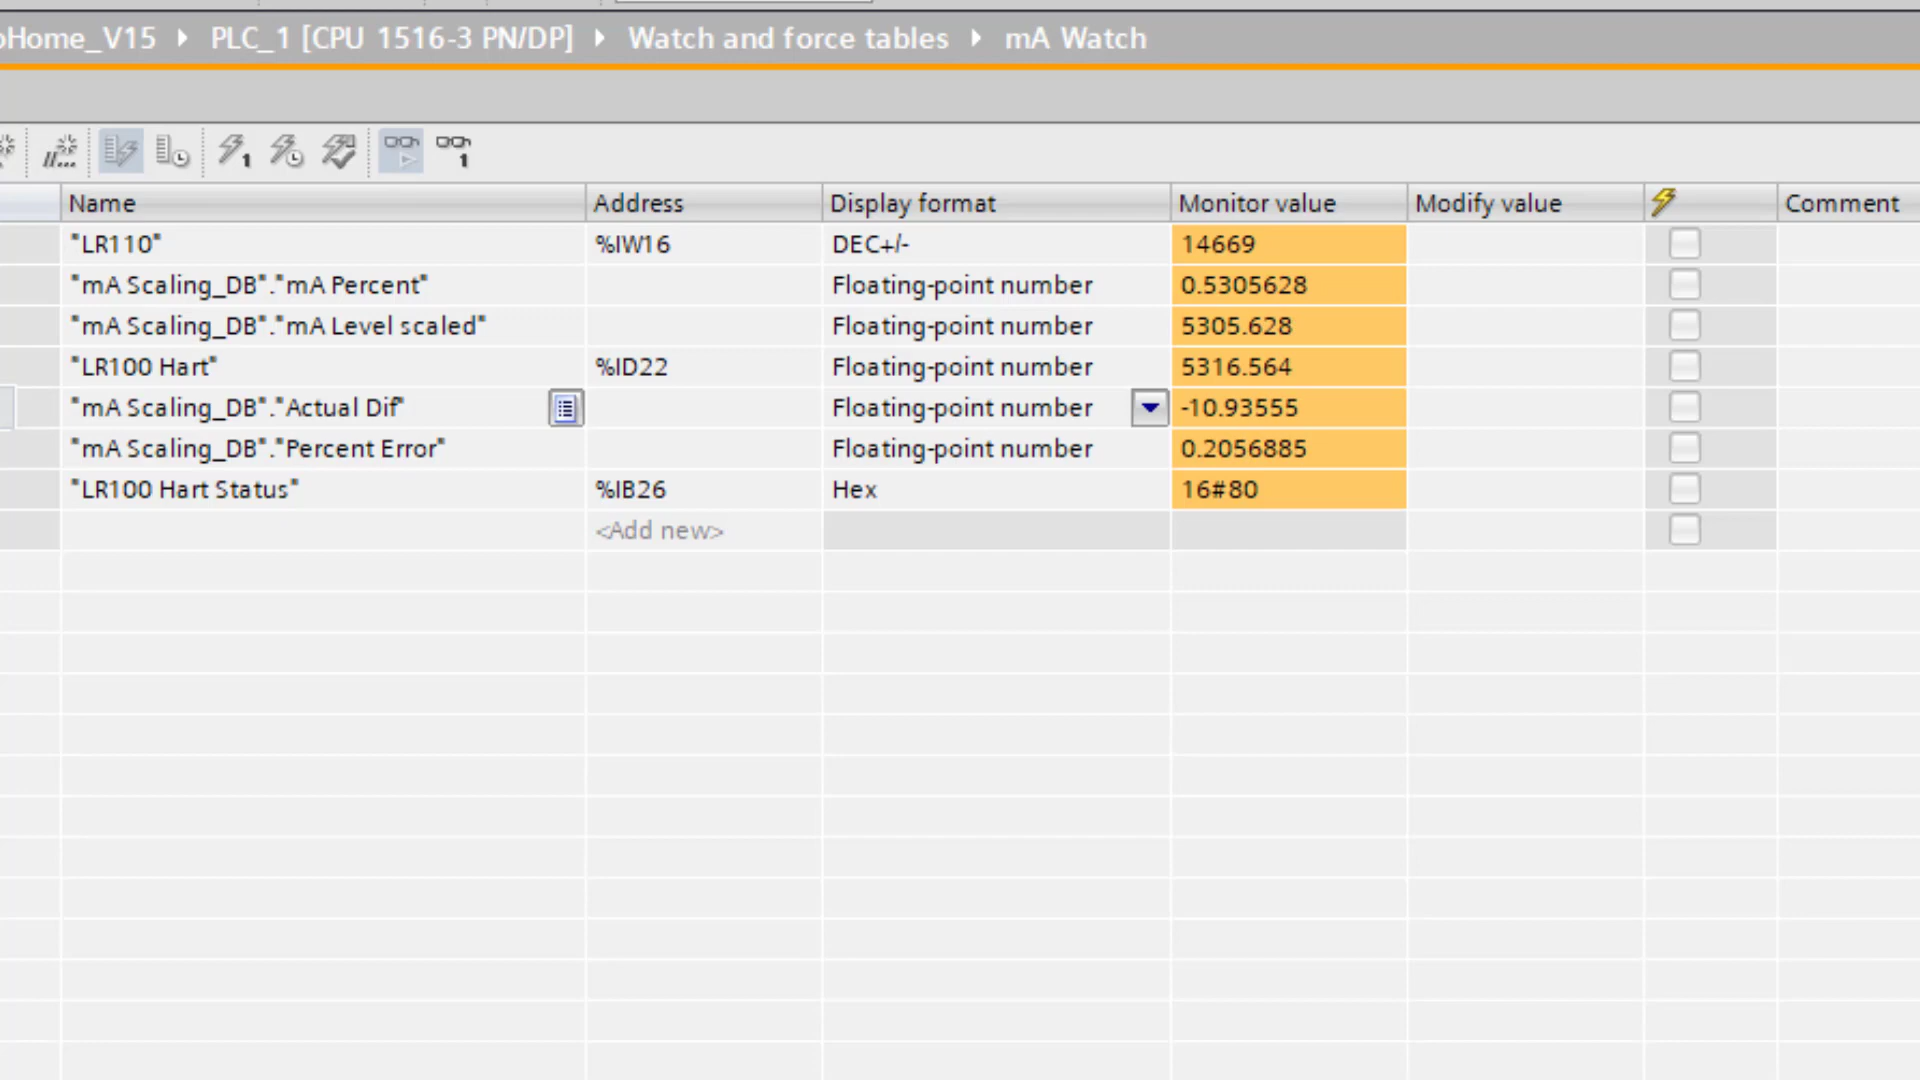 oHome_V15 ▸ PLC_1 [CPU 1516-3 PN/DP] ▸ Watch and force tables ▸ mA Watch
Name Address Display format Monitor value Modify value Comment
"LR110" %IW16 DEC+/- 14669
"mA Scaling_DB"."mA Percent" Floating-point number 0.5305628
"mA Scaling_DB"."mA Level scaled" Floating-point number 5305.628
"LR100 Hart" %ID22 Floating-point number 5316.564
"mA Scaling_DB"."Actual Dif" Floating-point number -10.93555
"mA Scaling_DB"."Percent Error" Floating-point number 0.2056885
"LR100 Hart Status" %IB26 Hex 16#80
<Add new>